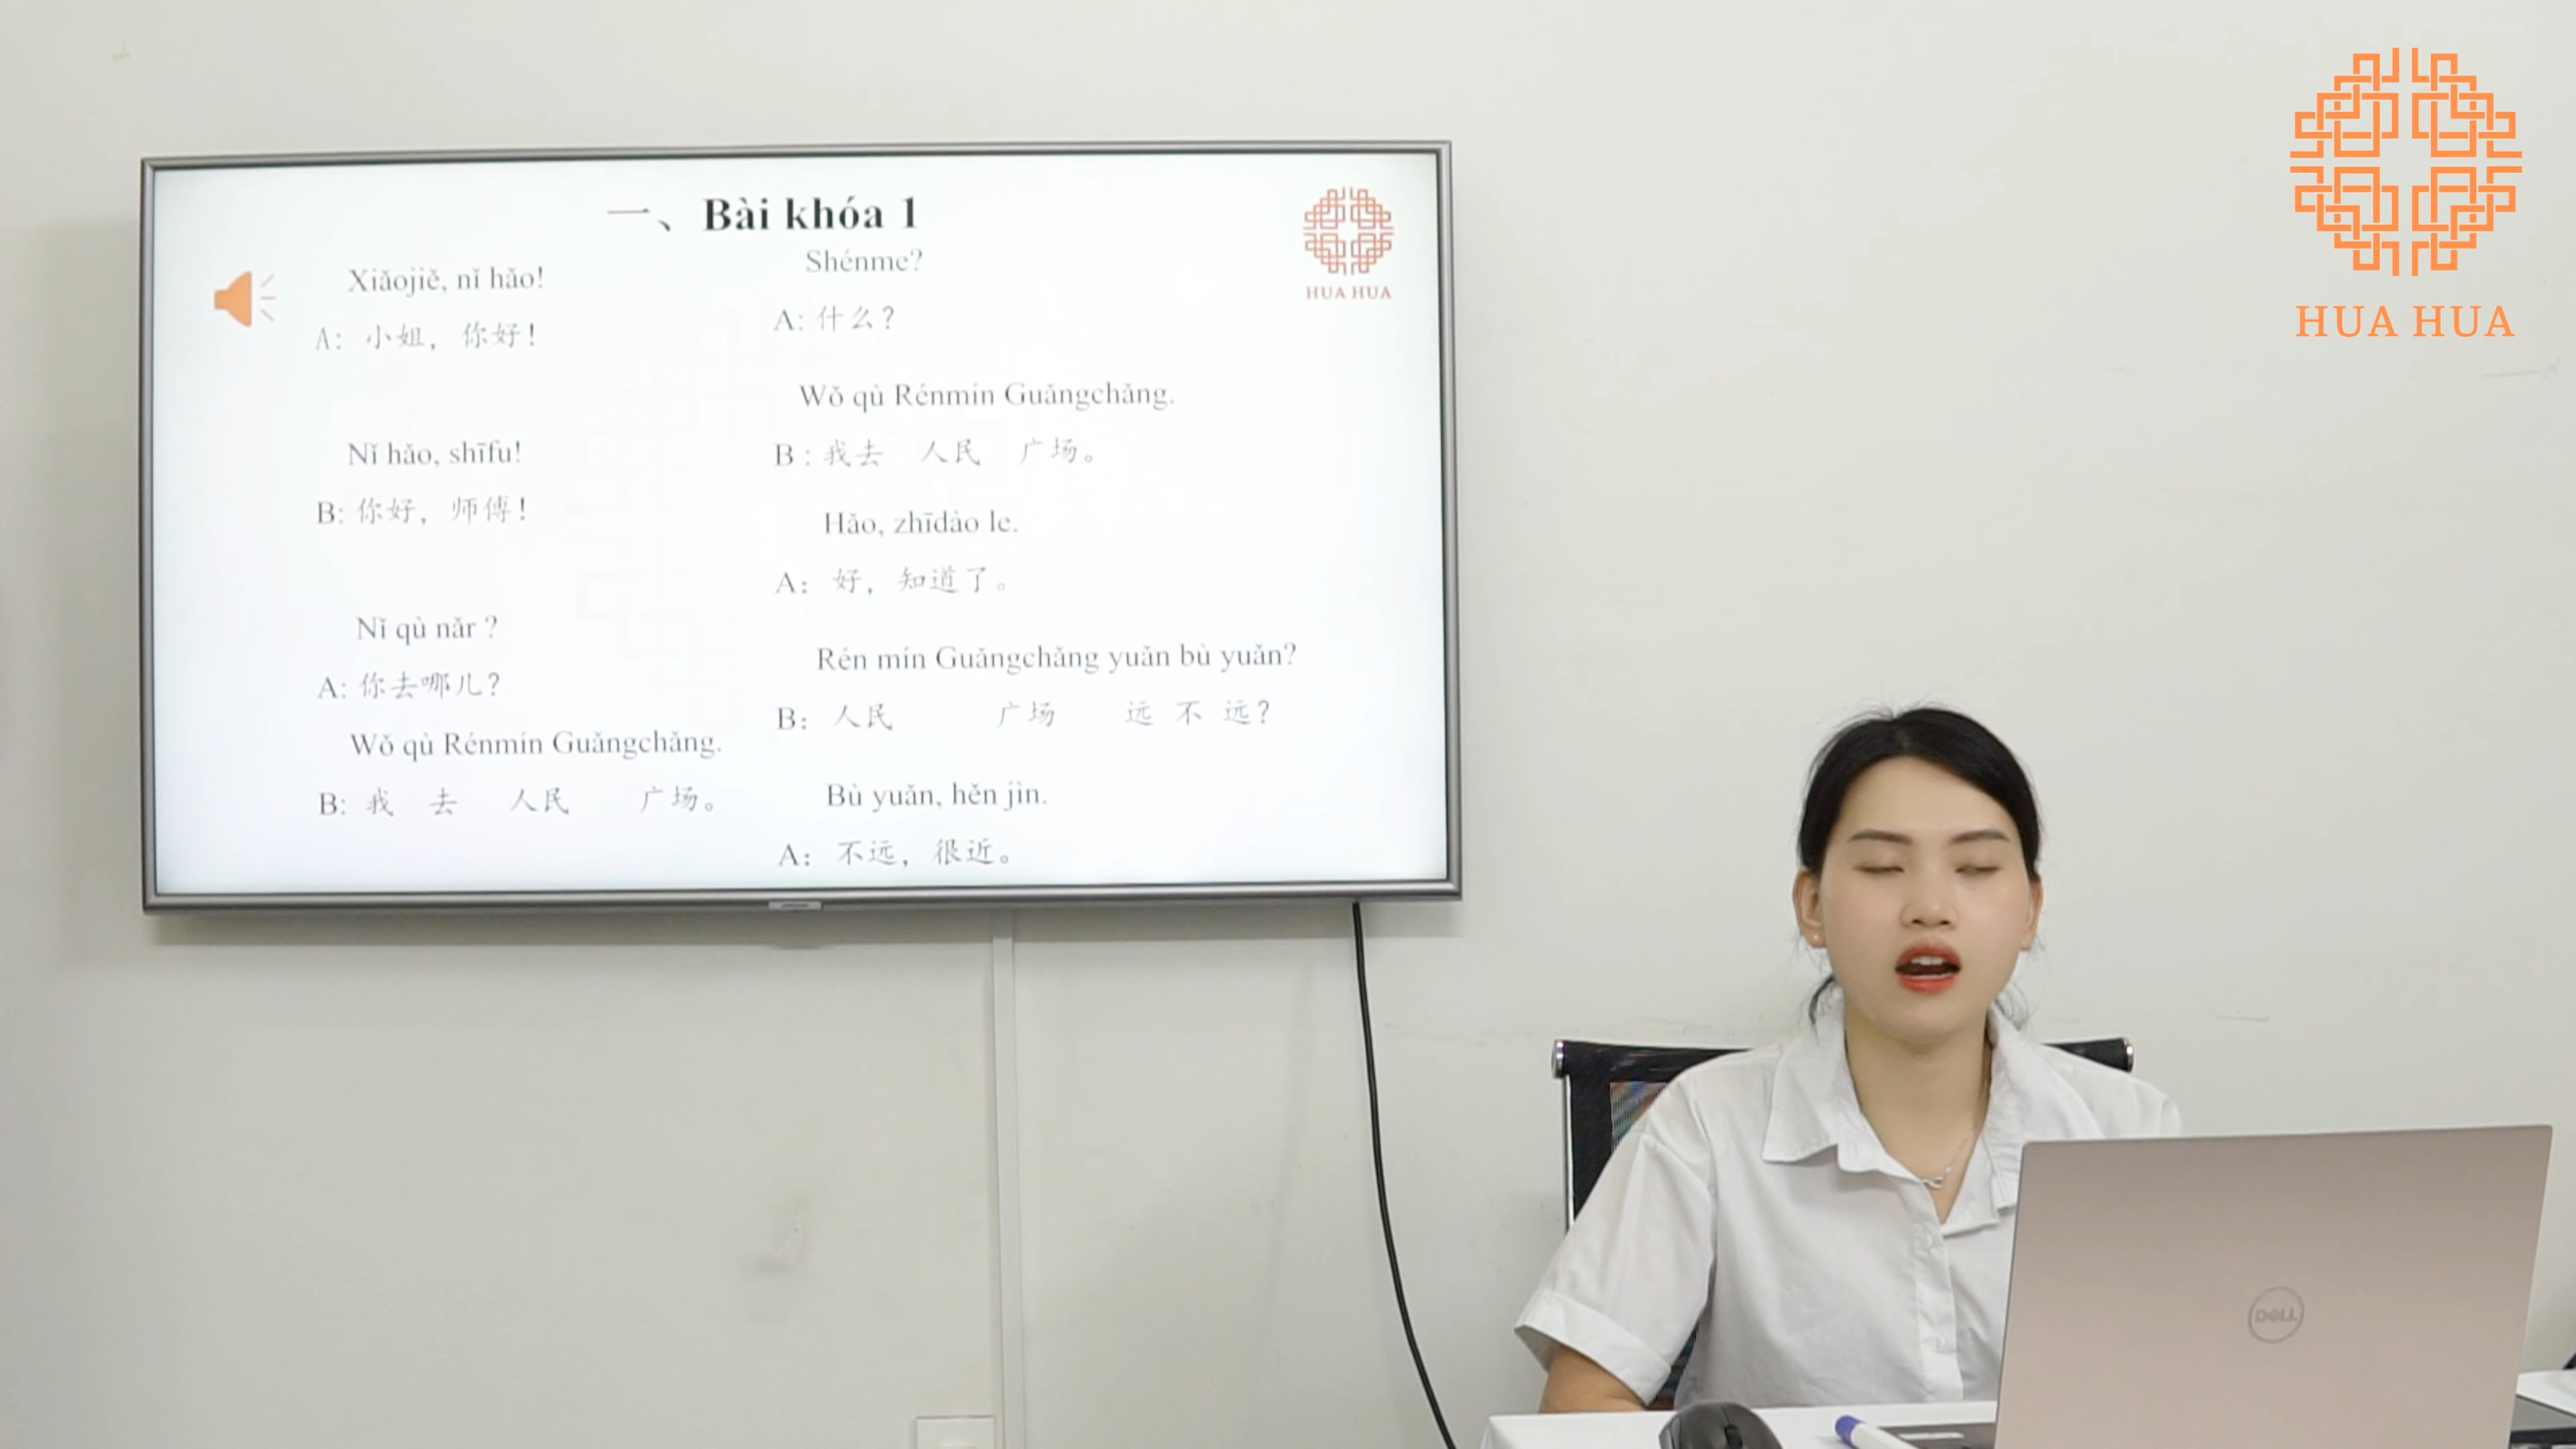 一、Bài khóa 1
Xiǎojiě, nǐ hǎo!
A: 小姐，你好！
Nǐ hǎo, shīfu!
B: 你好，师傅！
Nǐ qù nǎr ?
A: 你去哪儿？
Wǒ qù Rénmín Guǎngchǎng.
B: 我 去 人民 广场。
Shénme?
A: 什么？
Wǒ qù Rénmín Guǎngchǎng.
B : 我去 人民 广场。
Hǎo, zhīdào le.
A： 好，知道了。
Rén mín Guǎngchǎng yuǎn bù yuǎn?
B： 人民 广场 远 不 远？
Bù yuǎn, hěn jìn.
A： 不远，很近。
HUA HUA
HUA HUA
DELL